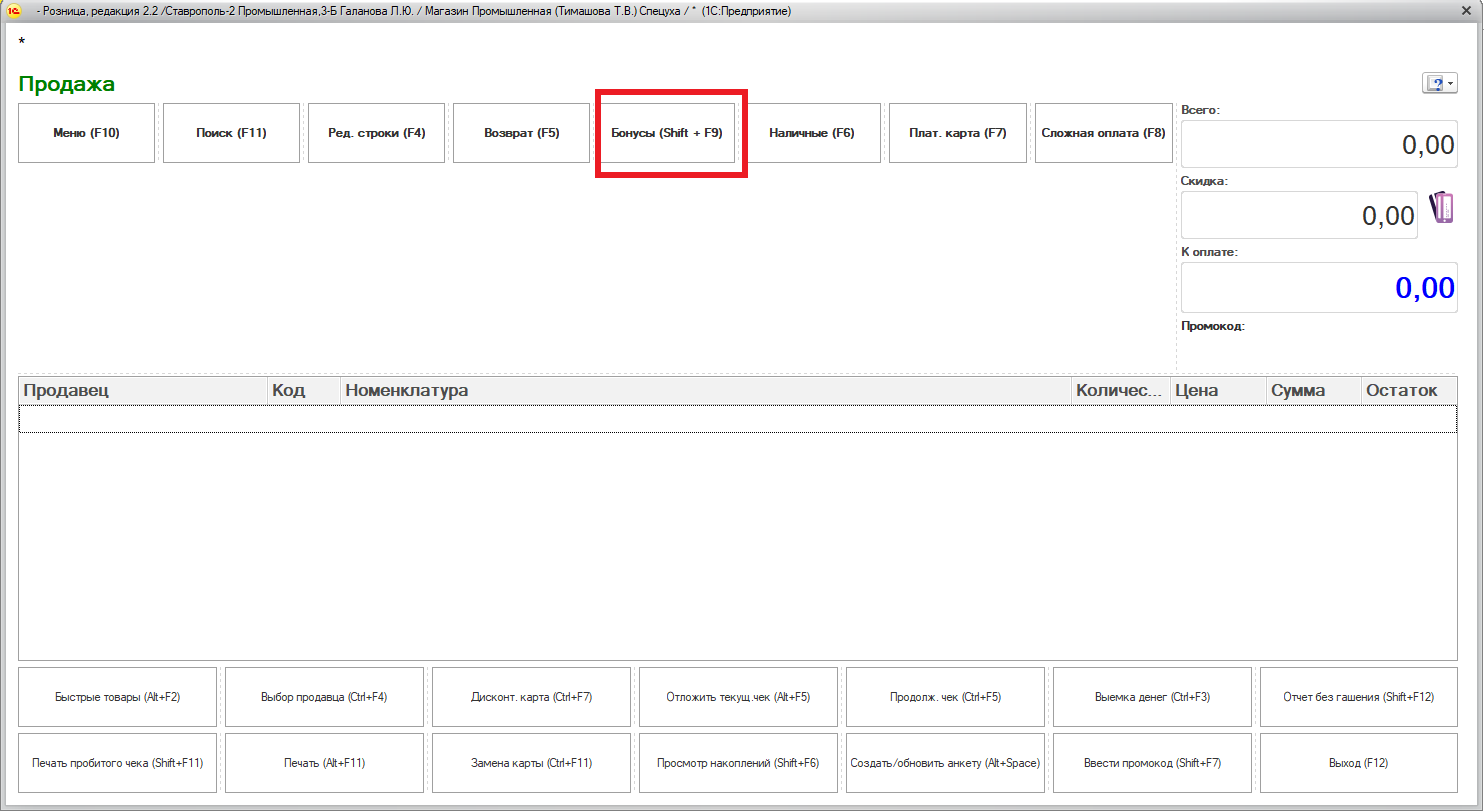 - Розница, редакция 2.2 /Ставрополь-2 Промышленная,3-Б Галанова Л.Ю. / Магазин Промышленная (Тимашова Т.В.) Спецуха / * (1С:Предприятие)
*
Продажа
Меню (F10) Поиск (F11) Ред. строки (F4) Возврат (F5) Бонусы (Shift + F9) Наличные (F6) Плат. карта (F7) Сложная оплата (F8)
Всего:
0,00
Скидка:
0,00
К оплате:
0,00
Промокод:
Продавец Код Номенклатура Количес... Цена Сумма Остаток
Быстрые товары (Alt+F2) Выбор продавца (Ctrl+F4) Дисконт. карта (Ctrl+F7) Отложить текущ.чек (Alt+F5) Продолж. чек (Ctrl+F5) Выемка денег (Ctrl+F3) Отчет без гашения (Shift+F12)
Печать пробитого чека (Shift+F11) Печать (Alt+F11) Замена карты (Ctrl+F11) Просмотр накоплений (Shift+F6) Создать/обновить анкету (Alt+Space) Ввести промокод (Shift+F7) Выход (F12)